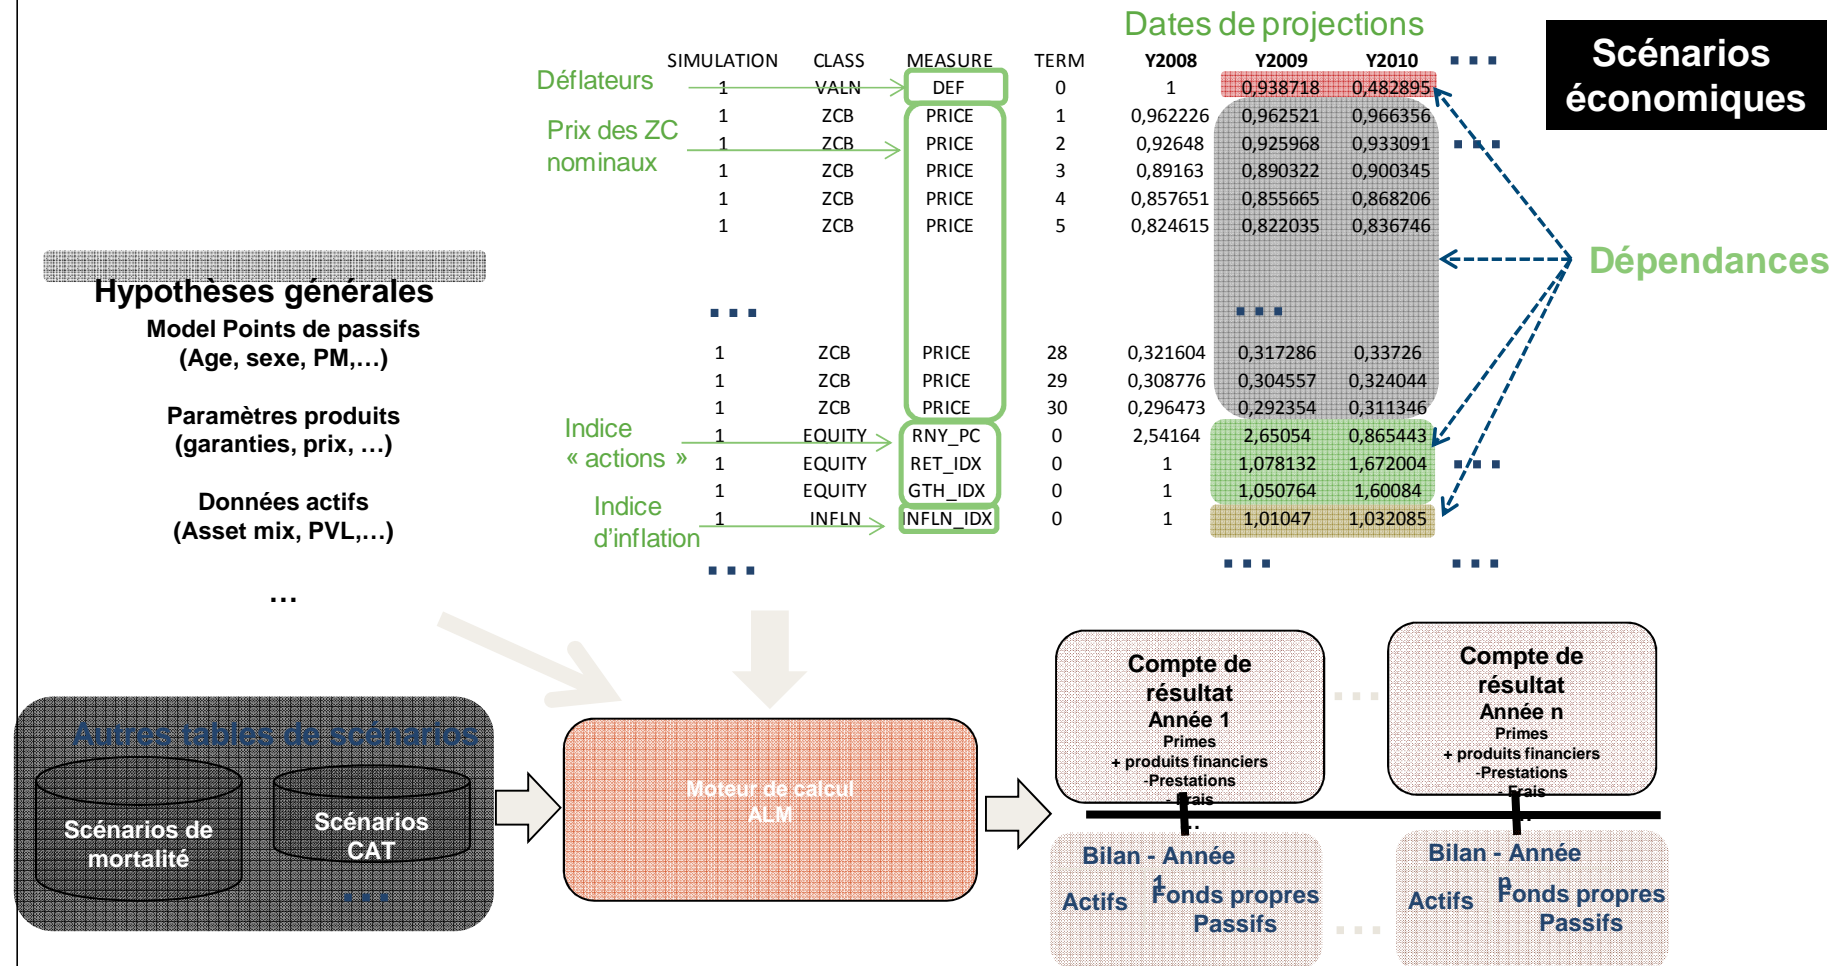 Dates de projections
Scénarios
économiques
SIMULATION CLASS MEASURE TERM Y2008 Y2009 Y2010 ...
Déflateurs
1 VALN DEF 0 1 0,938718 0,482895
Prix des ZC
nominaux
1 ZCB PRICE 1 0,962226 0,962521 0,966356
1 ZCB PRICE 2 0,92648 0,925968 0,933091 ...
1 ZCB PRICE 3 0,89163 0,890322 0,900345
1 ZCB PRICE 4 0,857651 0,855665 0,868206
1 ZCB PRICE 5 0,824615 0,822035 0,836746
Dépendances
... ...
1 ZCB PRICE 28 0,321604 0,317286 0,33726
1 ZCB PRICE 29 0,308776 0,304557 0,324044
1 ZCB PRICE 30 0,296473 0,292354 0,311346
Indice
« actions »
1 EQUITY RNY_PC 0 2,54164 2,65054 0,865443
1 EQUITY RET_IDX 0 1 1,078132 1,672004 ...
1 EQUITY GTH_IDX 0 1 1,050764 1,60084
Indice
d’inflation
1 INFLN INFLN_IDX 0 1 1,01047 1,032085
... ... ...
Hypothèses générales
Model Points de passifs
(Age, sexe, PM,...)
Paramètres produits
(garanties, prix, ...)
Données actifs
(Asset mix, PVL,...)
...
Autres tables de scénarios
Scénarios de
mortalité
Scénarios
CAT
...
Moteur de calcul
ALM
Compte de
résultat
Année 1
Primes
+ produits financiers
-Prestations
- Frais
..
...
Compte de
résultat
Année n
Primes
+ produits financiers
-Prestations
- Frais
..
Bilan - Année
1
Actifs Fonds propres
Passifs
...
Bilan - Année
n
Actifs Fonds propres
Passifs